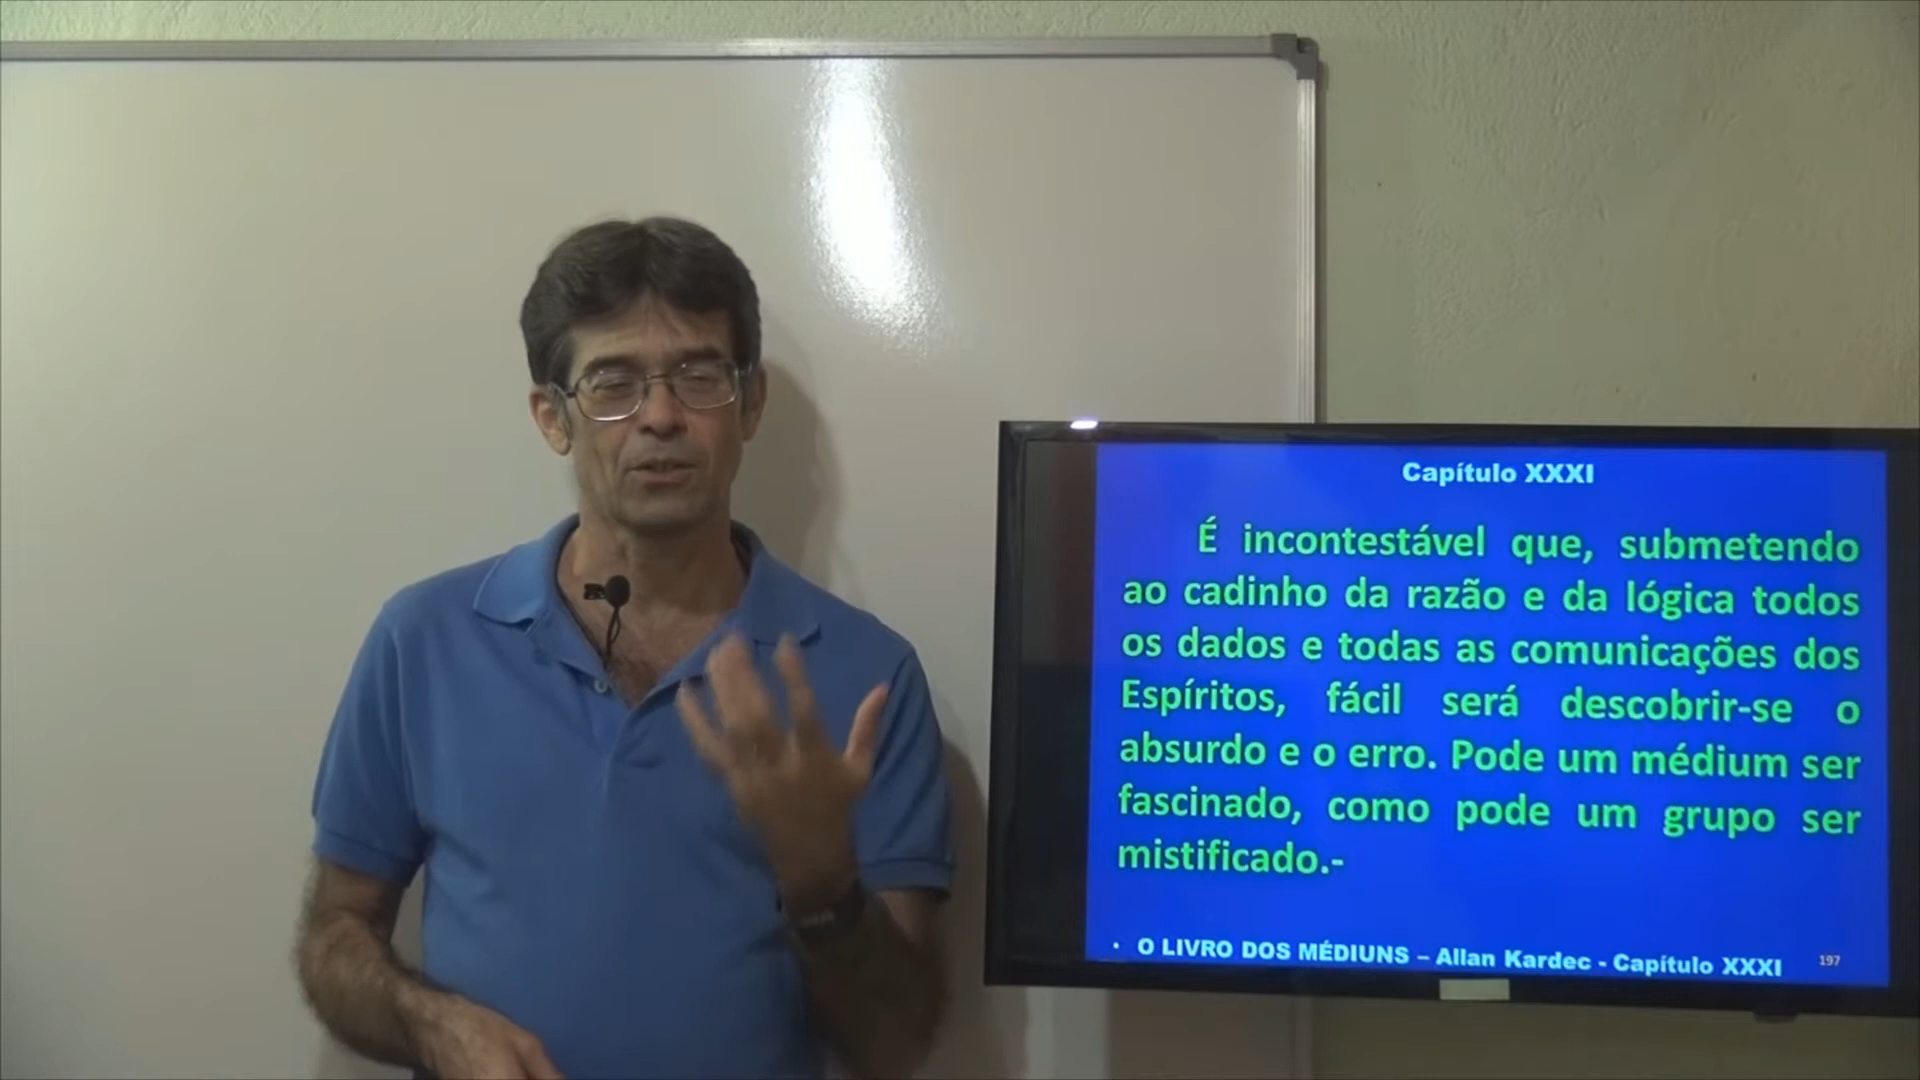 Capítulo XXXI
É incontestável que, submetendo
ao cadinho da razão e da lógica todos
os dados e todas as comunicações dos
Espíritos, fácil será descobrir-se o
absurdo e o erro. Pode um médium ser
fascinado, como pode um grupo ser
mistificado.-
• O LIVRO DOS MÉDIUNS – Allan Kardec - Capítulo XXXI
197